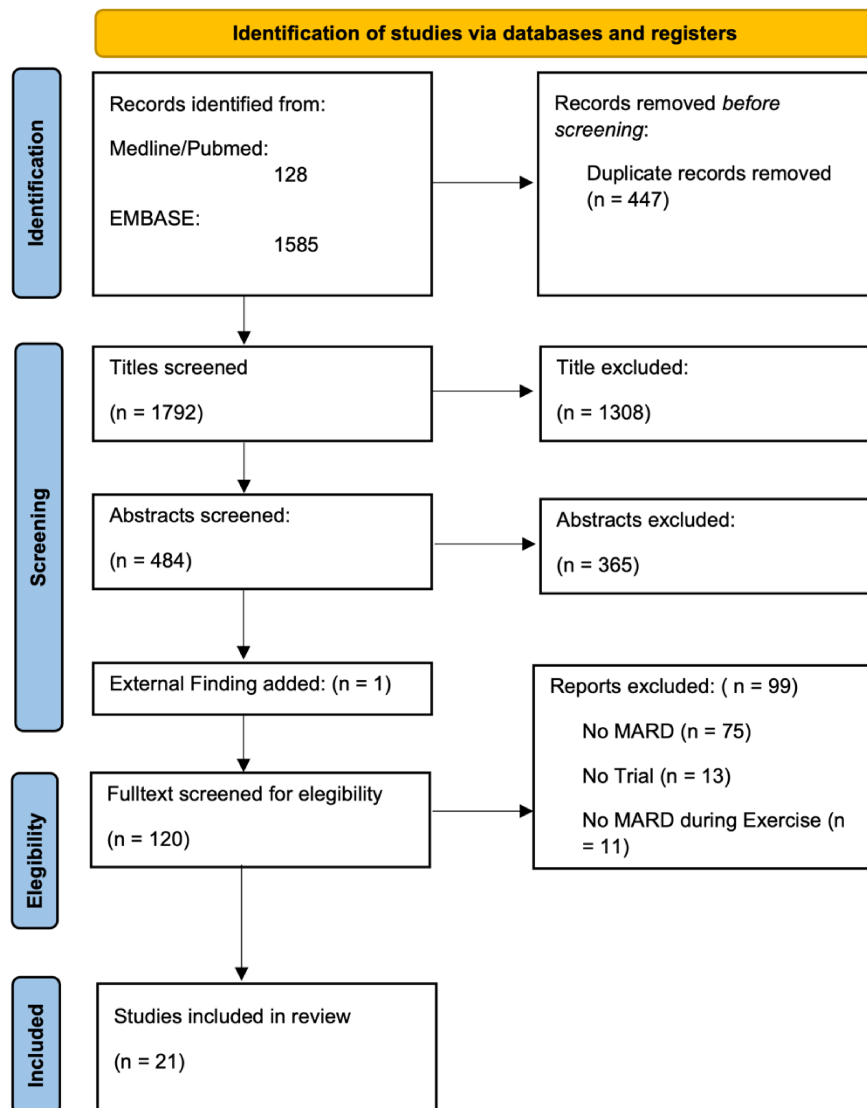 Identification of studies via databases and registers
Identification
Records identified from:
Medline/Pubmed:
128
EMBASE:
1585
Records removed before
screening:
Duplicate records removed
(n = 447)
Screening
Titles screened
(n = 1792)
Title excluded:
(n = 1308)
Abstracts screened:
(n = 484)
Abstracts excluded:
(n = 365)
External Finding added: (n = 1)
Reports excluded: ( n = 99)
No MARD (n = 75)
No Trial (n = 13)
No MARD during Exercise (n
= 11)
Elegibility
Fulltext screened for elegibility
(n = 120)
Included
Studies included in review
(n = 21)